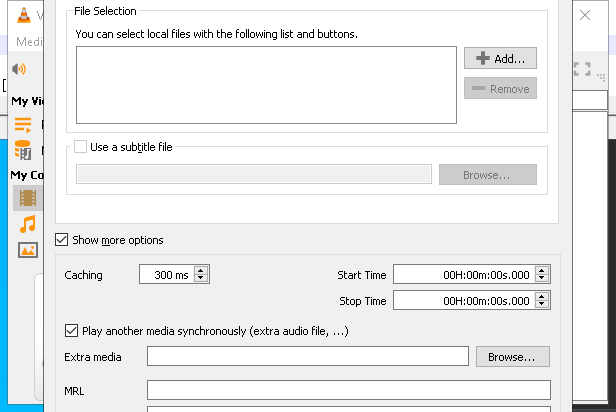 File Selection
You can select local files with the following list and buttons.
Add...
Remove
Use a subtitle file
Browse...
Show more options
Caching
300 ms
Start Time
00H:00m:00s.000
Stop Time
00H:00m:00s.000
Play another media synchronously (extra audio file, ...)
Extra media
Browse...
MRL
V
Medi
My Vi
My Co